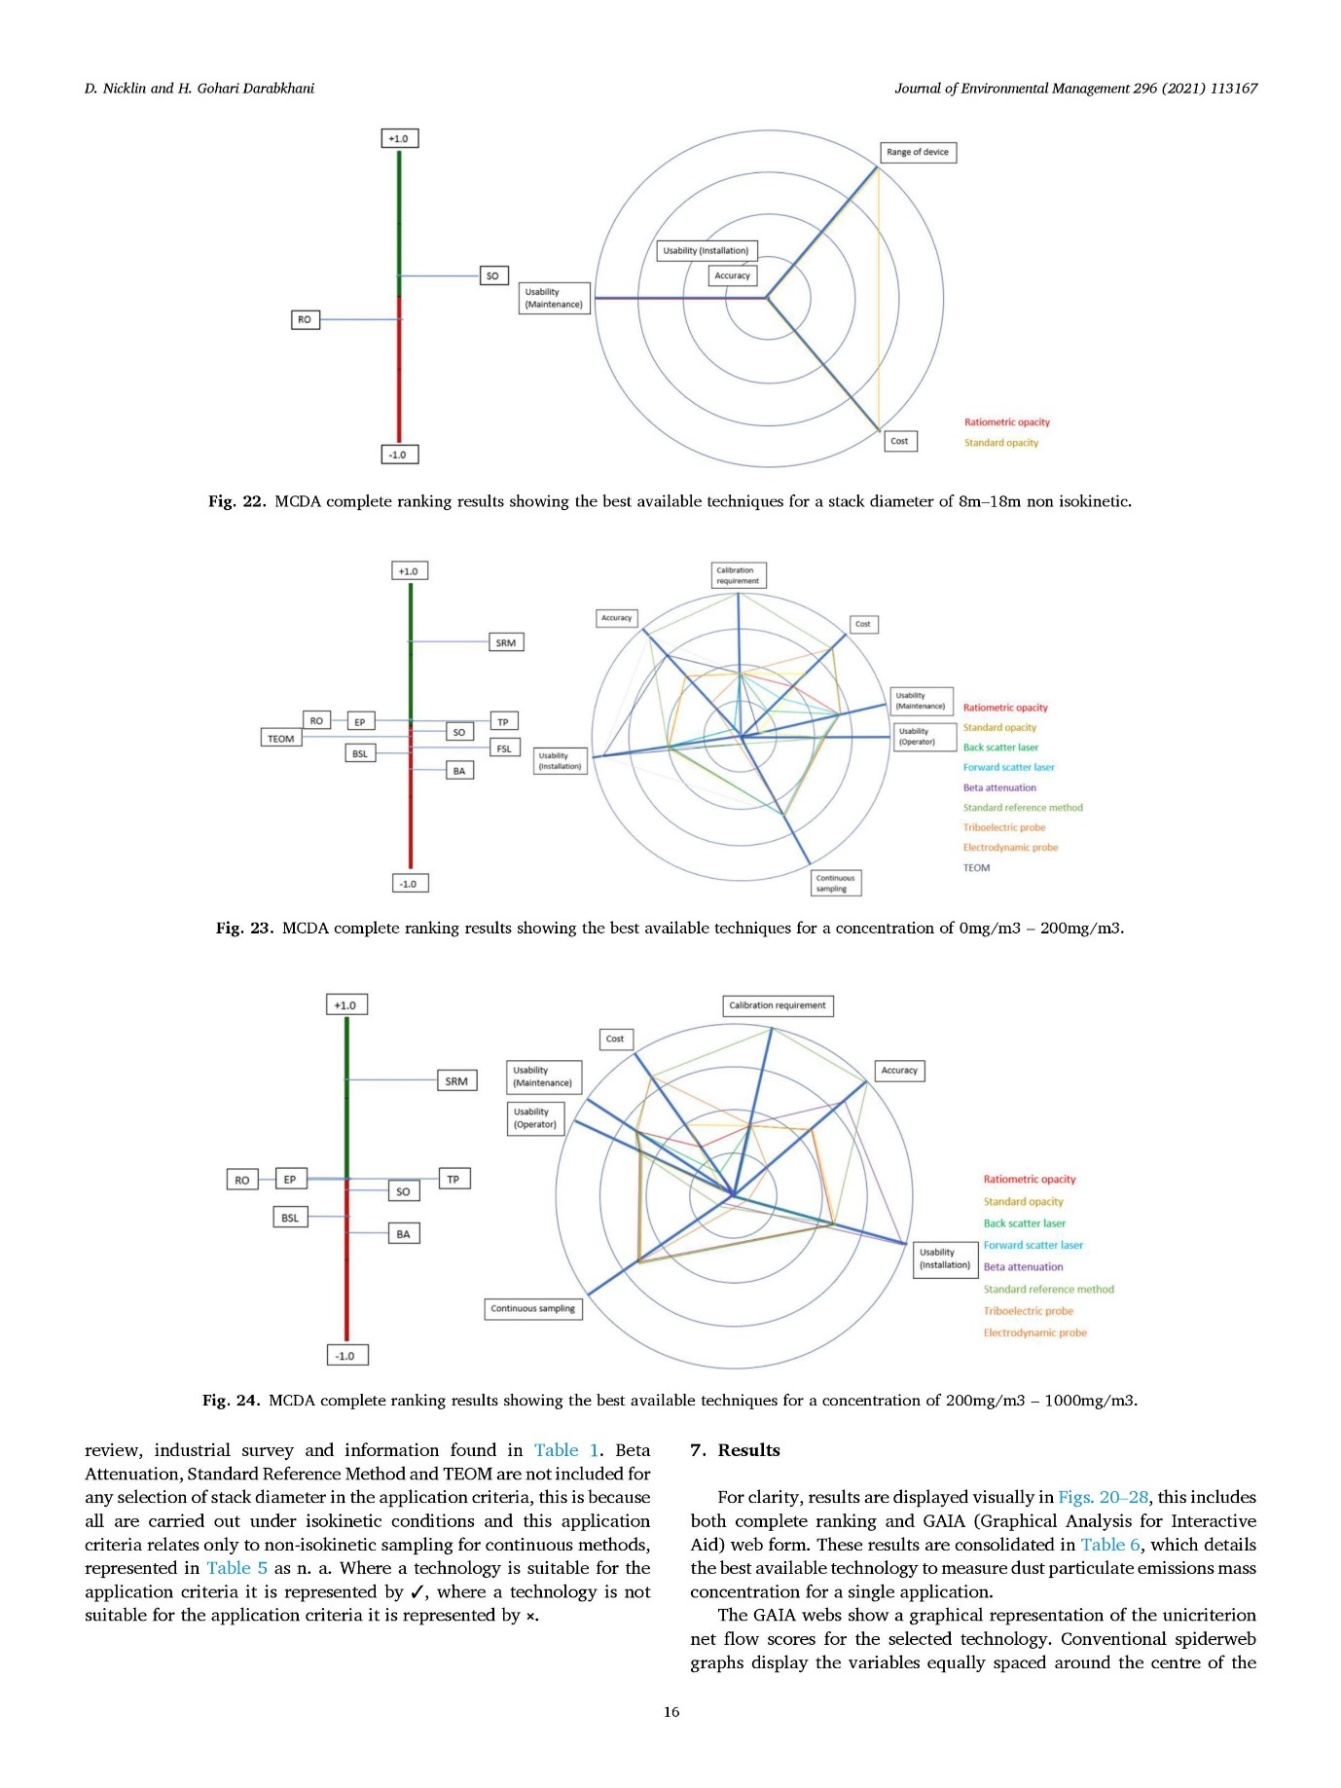 D. Nicklin and H. Gohari Darabkhani
Journal of Environmental Management 296 (2021) 113167
+1.0
SO
RO
-1.0
Range of device
Usability (Installation)
Accuracy
Usability
(Maintenance)
Cost
Ratiometric opacity
Standard opacity
Fig. 22. MCDA complete ranking results showing the best available techniques for a stack diameter of 8m–18m non isokinetic.
+1.0
SRM
RO
EP
TP
TEOM
SO
BSL
FSL
BA
-1.0
Calibration
requirement
Accuracy
Cost
Usability
(Maintenance)
Usability
(Operator)
Usability
(Installation)
Continuous
sampling
Ratiometric opacity
Standard opacity
Back scatter laser
Forward scatter laser
Beta attenuation
Standard reference method
Triboelectric probe
Electrodynamic probe
TEOM
Fig. 23. MCDA complete ranking results showing the best available techniques for a concentration of 0mg/m3 – 200mg/m3.
+1.0
SRM
RO
EP
TP
SO
BSL
BA
-1.0
Calibration requirement
Cost
Accuracy
Usability
(Maintenance)
Usability
(Operator)
Usability
(Installation)
Continuous sampling
Ratiometric opacity
Standard opacity
Back scatter laser
Forward scatter laser
Beta attenuation
Standard reference method
Triboelectric probe
Electrodynamic probe
Fig. 24. MCDA complete ranking results showing the best available techniques for a concentration of 200mg/m3 – 1000mg/m3.
review, industrial survey and information found in Table 1. Beta
Attenuation, Standard Reference Method and TEOM are not included for
any selection of stack diameter in the application criteria, this is because
all are carried out under isokinetic conditions and this application
criteria relates only to non-isokinetic sampling for continuous methods,
represented in Table 5 as n. a. Where a technology is suitable for the
application criteria it is represented by ✓, where a technology is not
suitable for the application criteria it is represented by ×.
7. Results
For clarity, results are displayed visually in Figs. 20–28, this includes
both complete ranking and GAIA (Graphical Analysis for Interactive
Aid) web form. These results are consolidated in Table 6, which details
the best available technology to measure dust particulate emissions mass
concentration for a single application.
The GAIA webs show a graphical representation of the unicriterion
net flow scores for the selected technology. Conventional spiderweb
graphs display the variables equally spaced around the centre of the
16